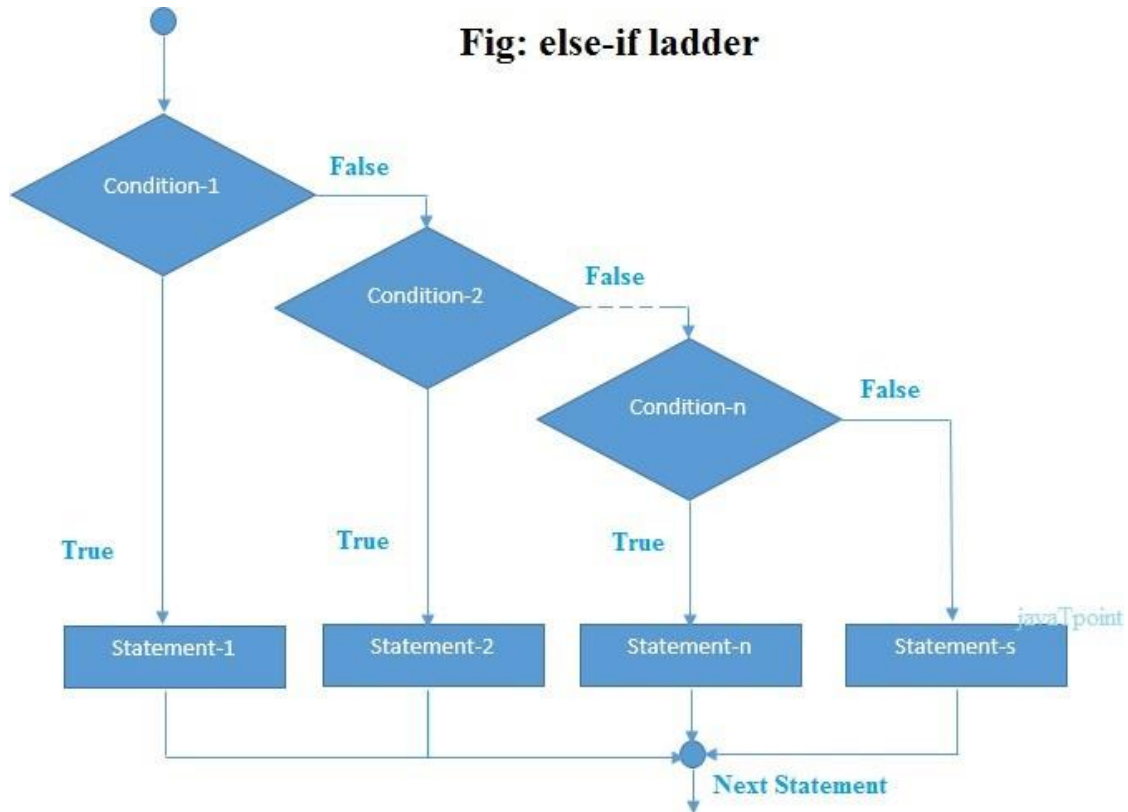 Fig: else-if ladder
Condition-1
False
Condition-2
False
Condition-n
False
True
True
True
Statement-1
Statement-2
Statement-n
Statement-s
javaTpoint
Next Statement